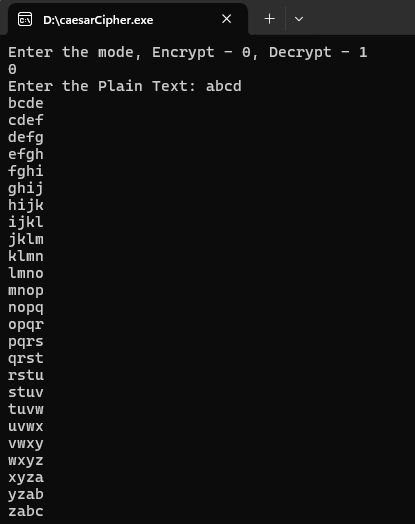 D:\caesarCipher.exe
Enter the mode, Encrypt - 0, Decrypt - 1
0
Enter the Plain Text: abcd
bcde
cdef
defg
efgh
fghi
ghij
hijk
ijkl
jklm
klmn
lmno
mnop
nopq
opqr
pqrs
qrst
rstu
stuv
tuvw
uvwx
vwxy
wxyz
xyza
yzab
zabc